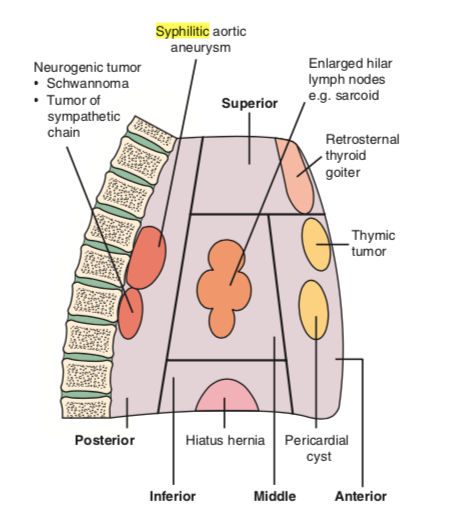 Syphilitic aortic
aneurysm
Neurogenic tumor
• Schwannoma
• Tumor of
sympathetic
chain
Enlarged hilar
lymph nodes
e.g. sarcoid
Superior
Retrosternal
thyroid
goiter
Thymic
tumor
Posterior
Hiatus hernia
Pericardial
cyst
Inferior
Middle
Anterior